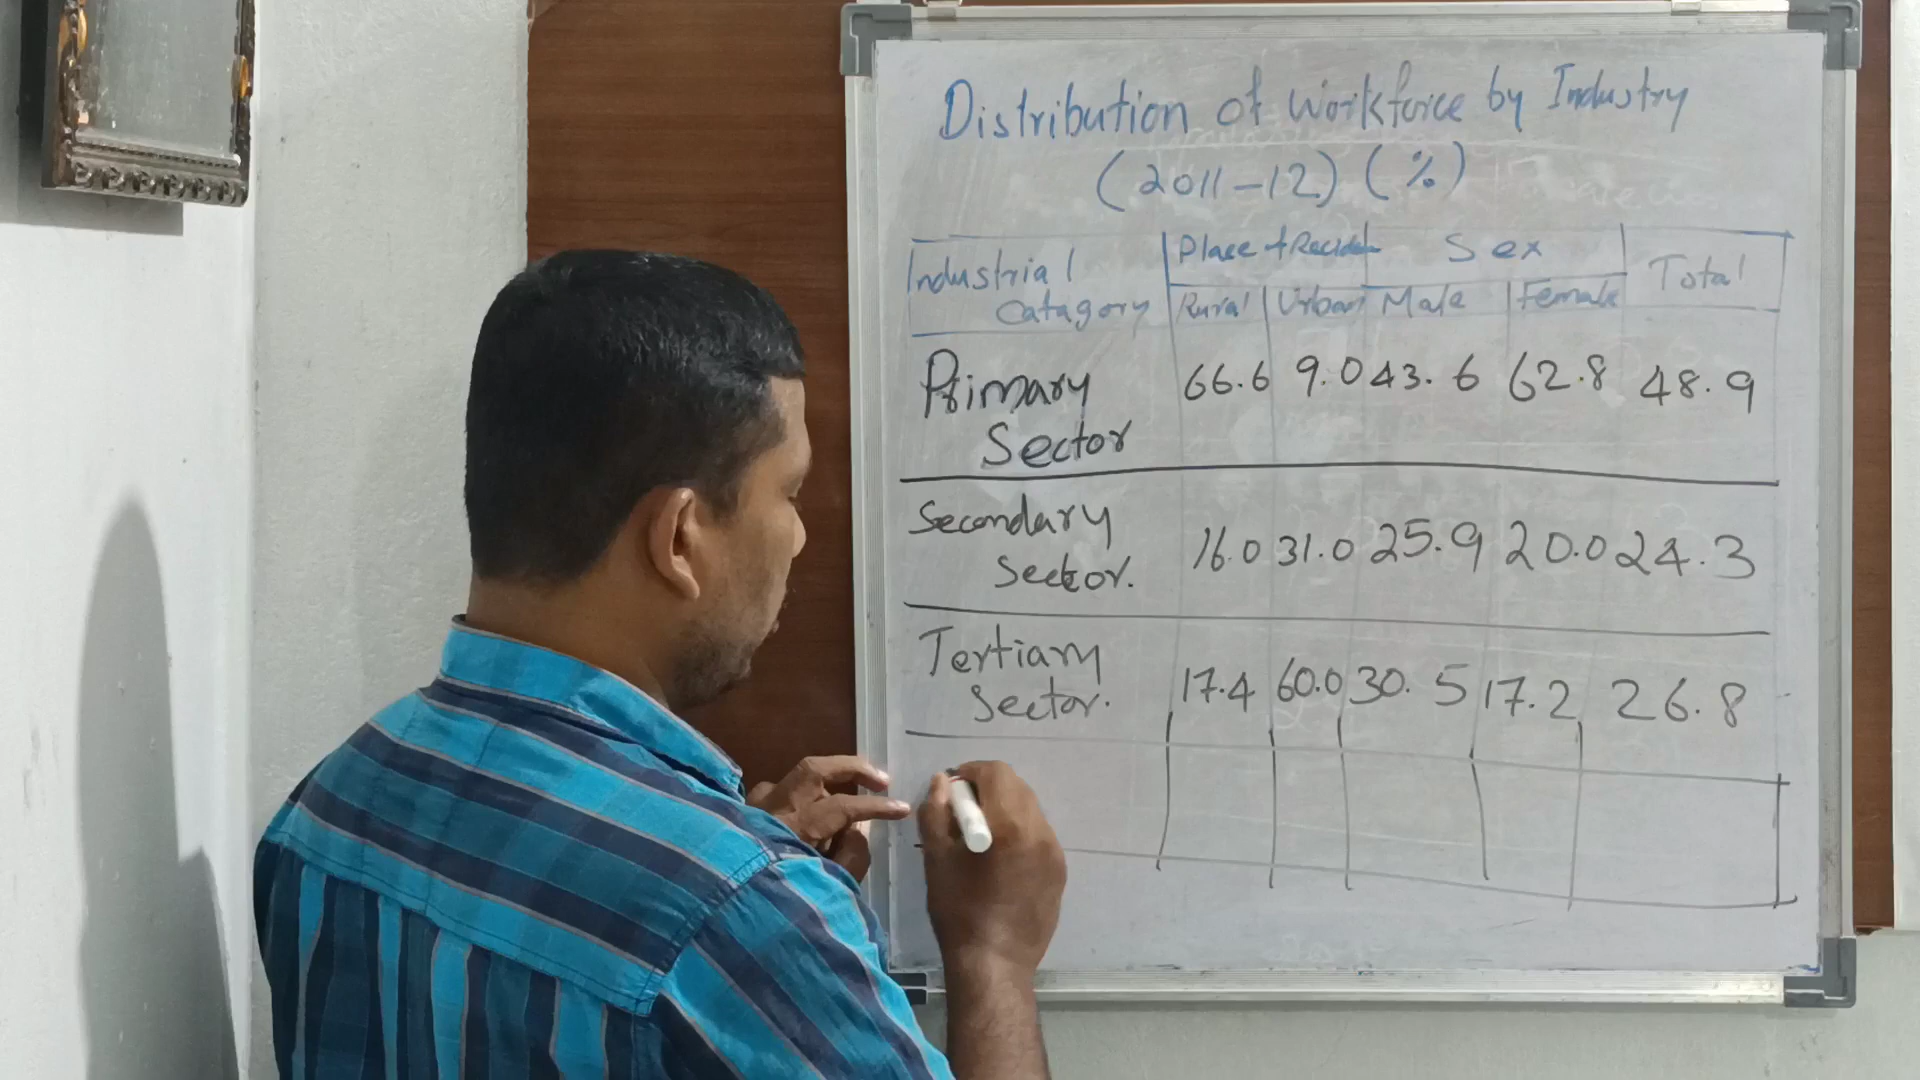 Distribution of Workforce by Industry
(2011-12) (%)
Industrial Catagory Place of Sex Total
Rural Urban Male Female
Primary Sector 66.6 9.0 43.6 62.8 48.9
Secondary Sector. 16.0 31.0 25.9 20.0 24.3
Tertiary Sector. 17.4 60.0 30.5 17.2 26.8